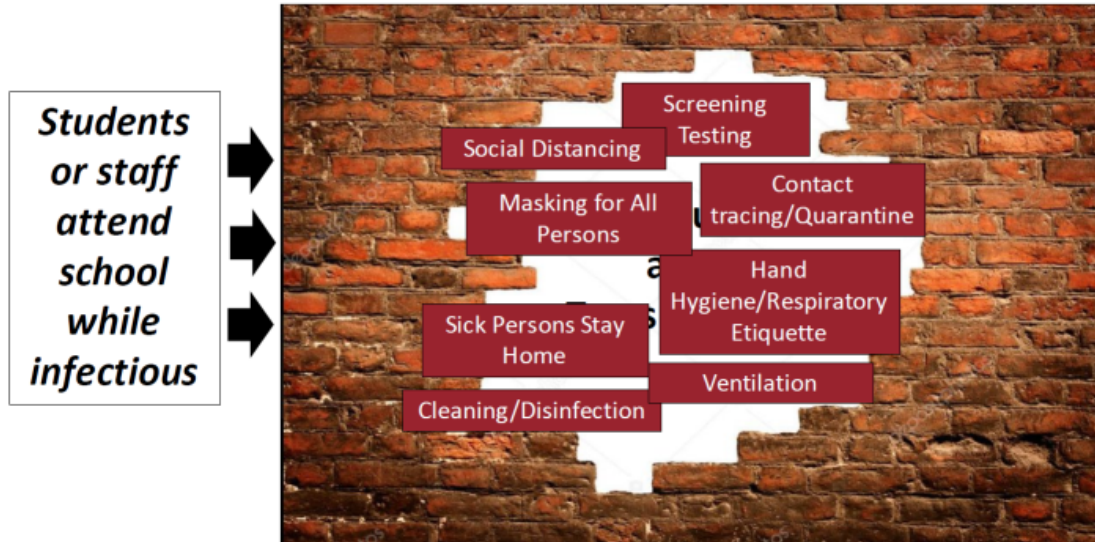 Students
or staff
attend
school
while
infectious
Screening
Testing
Social Distancing
Contact
tracing/Quarantine
Masking for All
Persons
Hand
Hygiene/Respiratory
Etiquette
Sick Persons Stay
Home
Ventilation
Cleaning/Disinfection